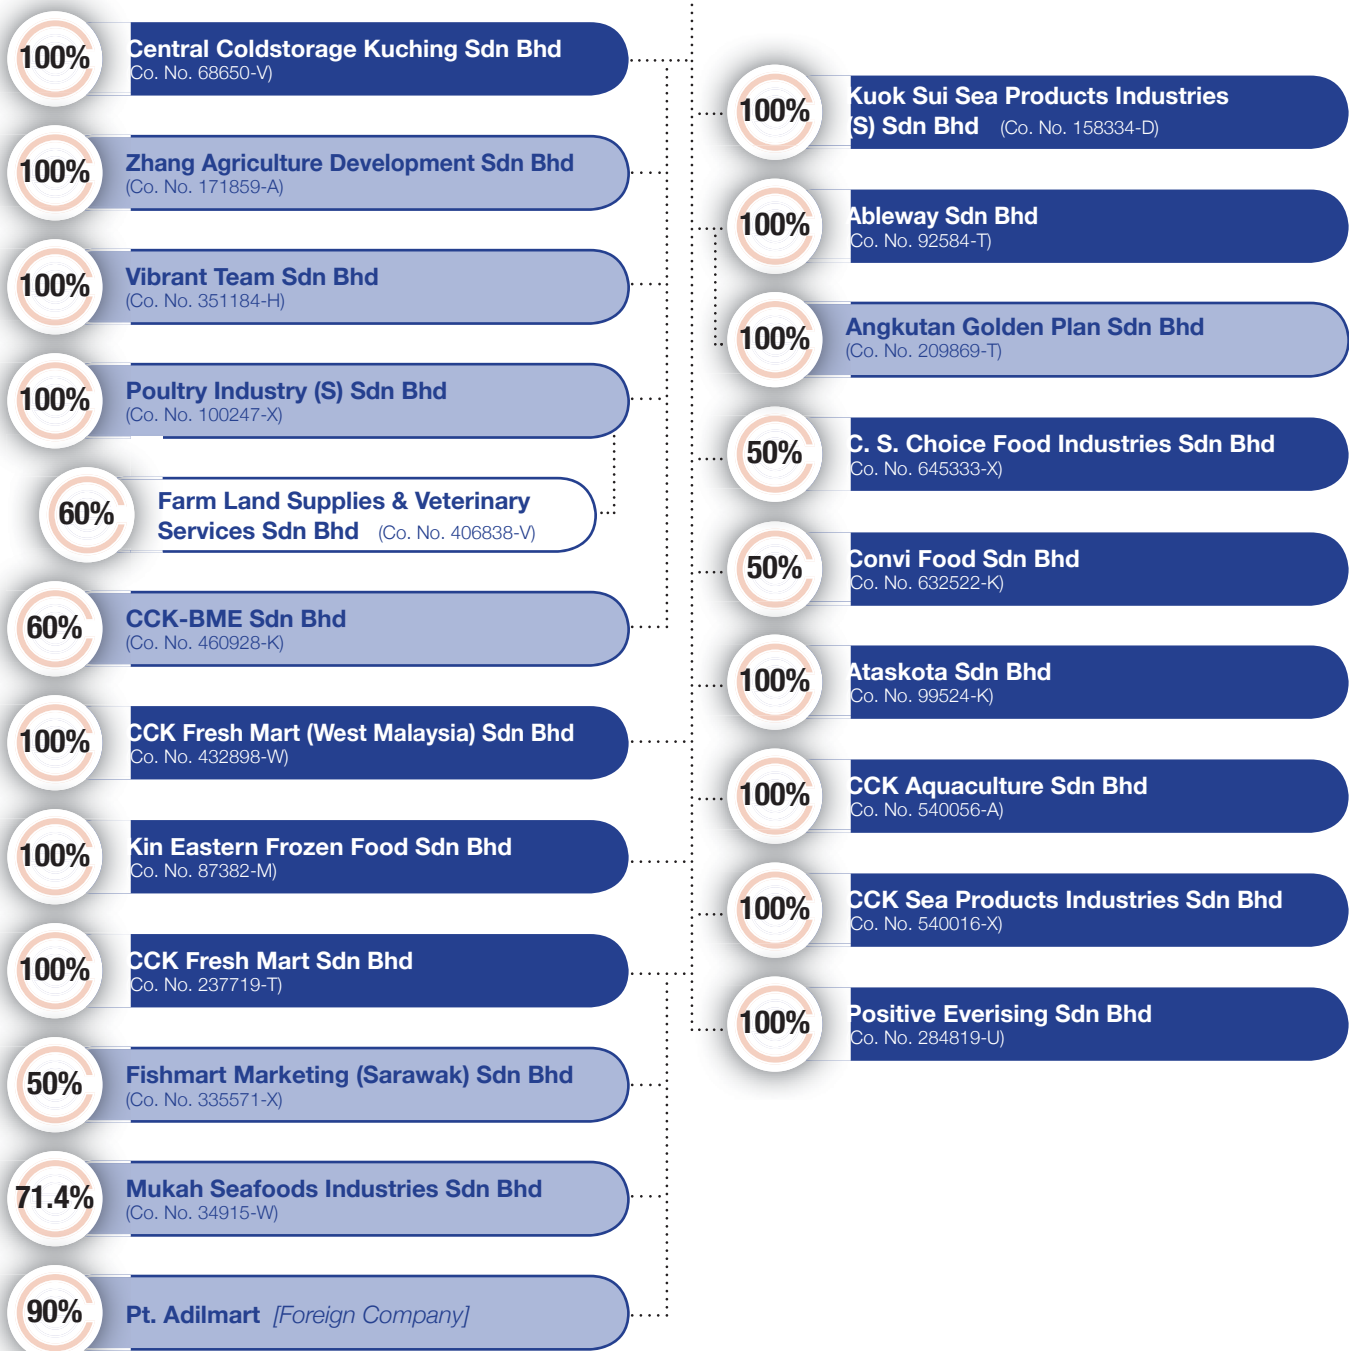 100%
Central Coldstorage Kuching Sdn Bhd
(Co. No. 68650-V)
100%
Zhang Agriculture Development Sdn Bhd
(Co. No. 171859-A)
100%
Vibrant Team Sdn Bhd
(Co. No. 351184-H)
100%
Poultry Industry (S) Sdn Bhd
(Co. No. 100247-X)
60%
Farm Land Supplies & Veterinary
Services Sdn Bhd (Co. No. 406838-V)
60%
CCK-BME Sdn Bhd
(Co. No. 460928-K)
100%
CCK Fresh Mart (West Malaysia) Sdn Bhd
(Co. No. 432898-W)
100%
Kin Eastern Frozen Food Sdn Bhd
(Co. No. 87382-M)
100%
CCK Fresh Mart Sdn Bhd
(Co. No. 237719-T)
50%
Fishmart Marketing (Sarawak) Sdn Bhd
(Co. No. 335571-X)
71.4%
Mukah Seafoods Industries Sdn Bhd
(Co. No. 34915-W)
90%
Pt. Adilmart [Foreign Company]
100%
Kuok Sui Sea Products Industries
(S) Sdn Bhd (Co. No. 158334-D)
100%
Ableway Sdn Bhd
(Co. No. 92584-T)
100%
Angkutan Golden Plan Sdn Bhd
(Co. No. 209869-T)
50%
C. S. Choice Food Industries Sdn Bhd
(Co. No. 645333-X)
50%
Convi Food Sdn Bhd
(Co. No. 632522-K)
100%
Ataskota Sdn Bhd
(Co. No. 99524-K)
100%
CCK Aquaculture Sdn Bhd
(Co. No. 540056-A)
100%
CCK Sea Products Industries Sdn Bhd
(Co. No. 540016-X)
100%
Positive Everising Sdn Bhd
(Co. No. 284819-U)